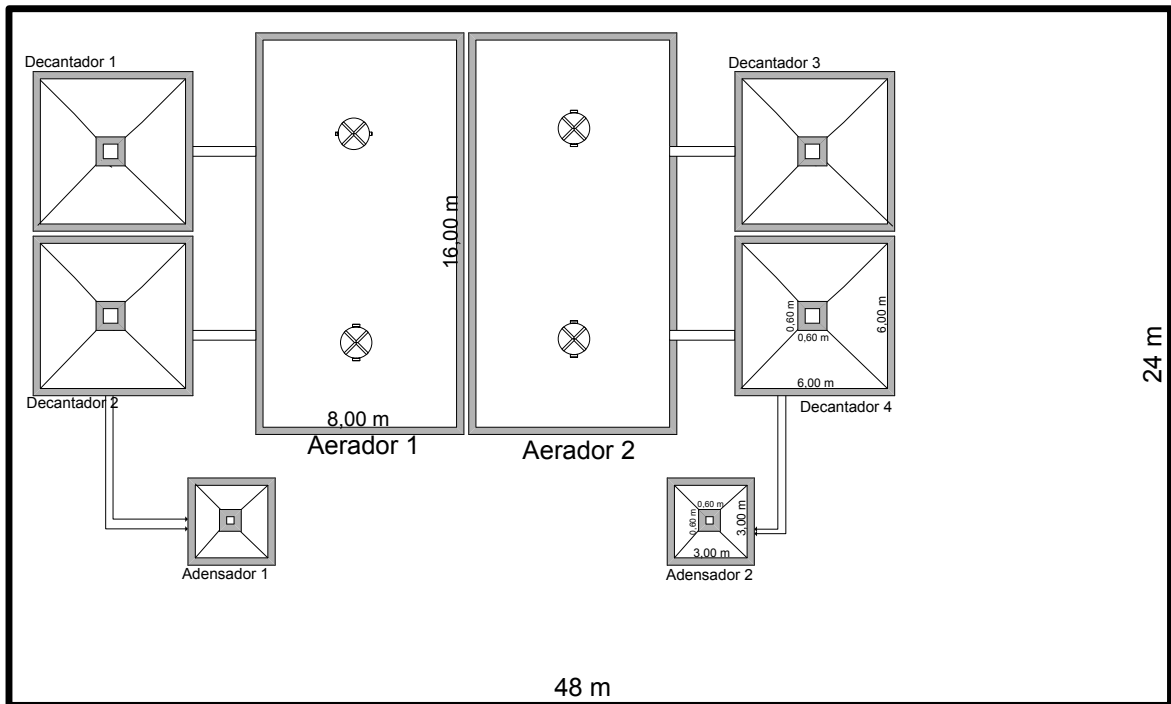 Decantador 1
Decantador 3
16,00 m
0,60 m
0,60 m
6,00 m
6,00 m
24 m
Decantador 2
8,00 m
Decantador 4
Aerador 1
Aerador 2
0,60 m
0,60 m
3,00 m
3,00 m
Adensador 1
Adensador 2
48 m